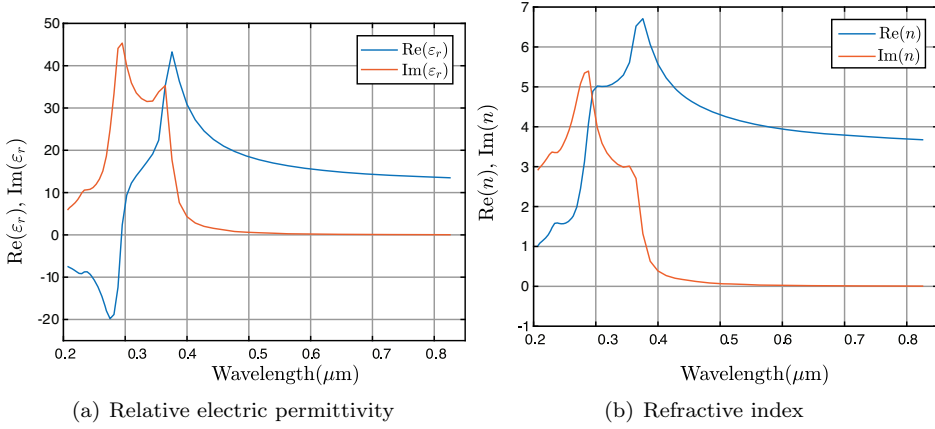 50
40
30
20
10
0
-10
-20
0.2 0.3 0.4 0.5 0.6 0.7 0.8
Re(εᵣ), Im(εᵣ)
Wavelength(μm)
Re(εᵣ)
Im(εᵣ)
(a) Relative electric permittivity
7
6
5
4
3
2
1
0
-1
0.2 0.3 0.4 0.5 0.6 0.7 0.8
Re(n), Im(n)
Wavelength(μm)
Re(n)
Im(n)
(b) Refractive index